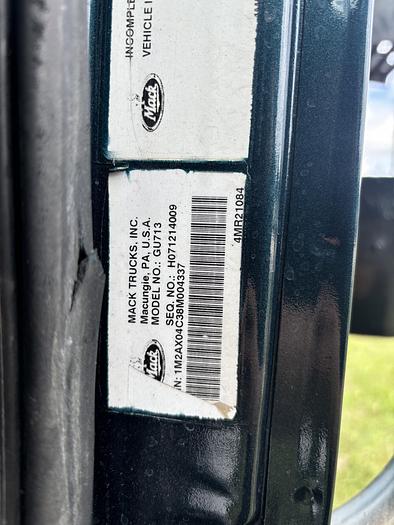 INCOMPLE
VEHICLE I
Mack
MACK TRUCKS, INC.
Macungie, PA, U.S.A.
MODEL NO.: GU713
SEQ. NO.: H071214009
Mack
N: 1M2AX04C38M004337
4MR21084